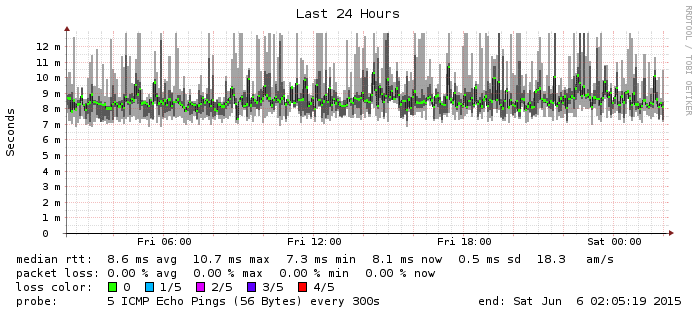 Last 24 Hours
RRDTOOL / TOBI OETIKER
Seconds
12 m
11 m
10 m
9 m
8 m
7 m
6 m
5 m
4 m
3 m
2 m
1 m
0
Fri 06:00 Fri 12:00 Fri 18:00 Sat 00:00
median rtt: 8.6 ms avg 10.7 ms max 7.3 ms min 8.1 ms now 0.5 ms sd 18.3 am/s
packet loss: 0.00 % avg 0.00 % max 0.00 % min 0.00 % now
loss color: 0 1/5 2/5 3/5 4/5
probe: 5 ICMP Echo Pings (56 Bytes) every 300s end: Sat Jun 6 02:05:19 2015